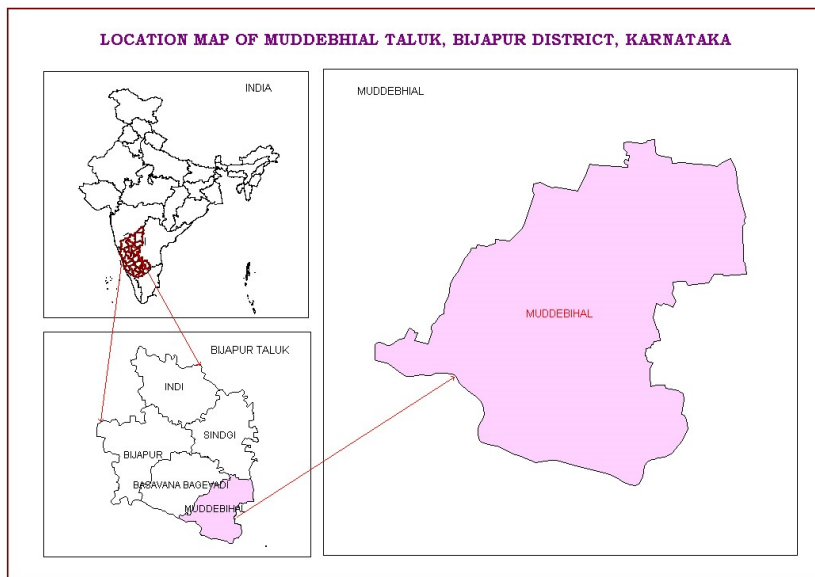 LOCATION MAP OF MUDDEBHIAL TALUK, BIJAPUR DISTRICT, KARNATAKA
INDIA
MUDDEBHIAL
MUDDEBIHAL
BIJAPUR TALUK
INDI
SINDGI
BIJAPUR
BASAVANA BAGEVADI
MUDDEBIHAL